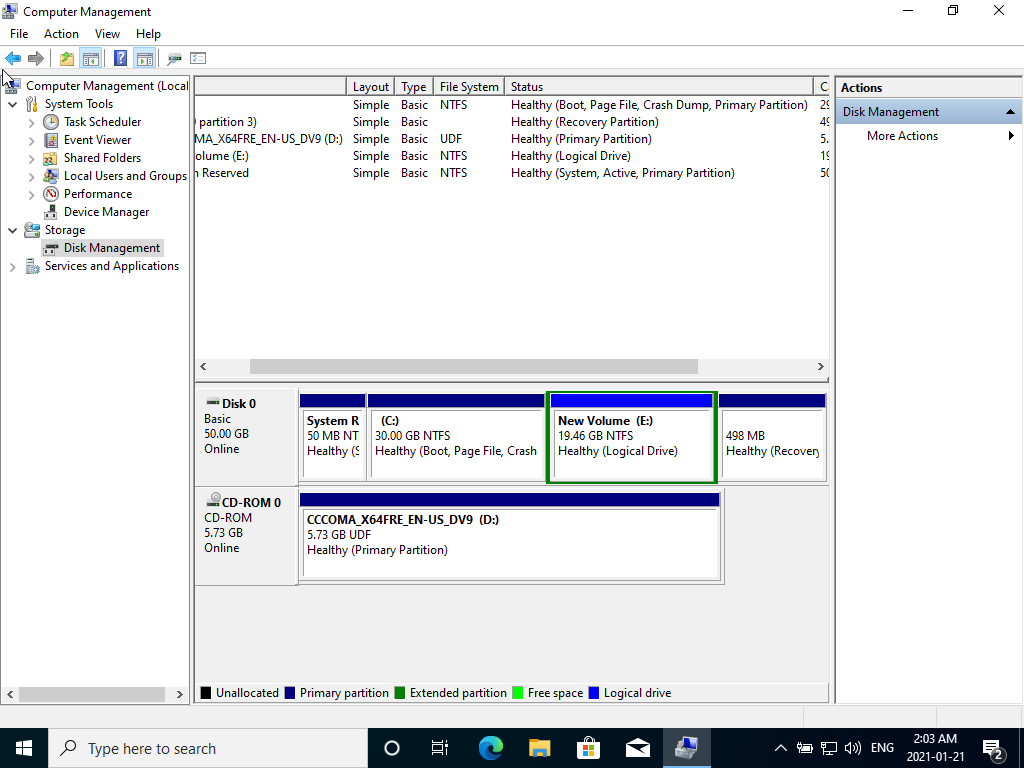 Computer Management
File Action View Help
Computer Management (Local
System Tools
Task Scheduler
Event Viewer
Shared Folders
Local Users and Groups
Performance
Device Manager
Storage
Disk Management
Services and Applications
Layout Type File System Status C
Simple Basic NTFS Healthy (Boot, Page File, Crash Dump, Primary Partition) 29
partition 3) Simple Basic Healthy (Recovery Partition) 49
MA_X64FRE_EN-US_DV9 (D:) Simple Basic UDF Healthy (Primary Partition) 5.
olume (E:) Simple Basic NTFS Healthy (Logical Drive) 19
n Reserved Simple Basic NTFS Healthy (System, Active, Primary Partition) 50
Disk 0
Basic
50.00 GB
Online
System R
50 MB NT
Healthy (S
(C:)
30.00 GB NTFS
Healthy (Boot, Page File, Crash
New Volume (E:)
19.46 GB NTFS
Healthy (Logical Drive)
498 MB
Healthy (Recovery
CD-ROM 0
CD-ROM
5.73 GB
Online
CCCOMA_X64FRE_EN-US_DV9 (D:)
5.73 GB UDF
Healthy (Primary Partition)
Unallocated Primary partition Extended partition Free space Logical drive
Actions
Disk Management
More Actions
Type here to search
ENG
2:03 AM
2021-01-21
2